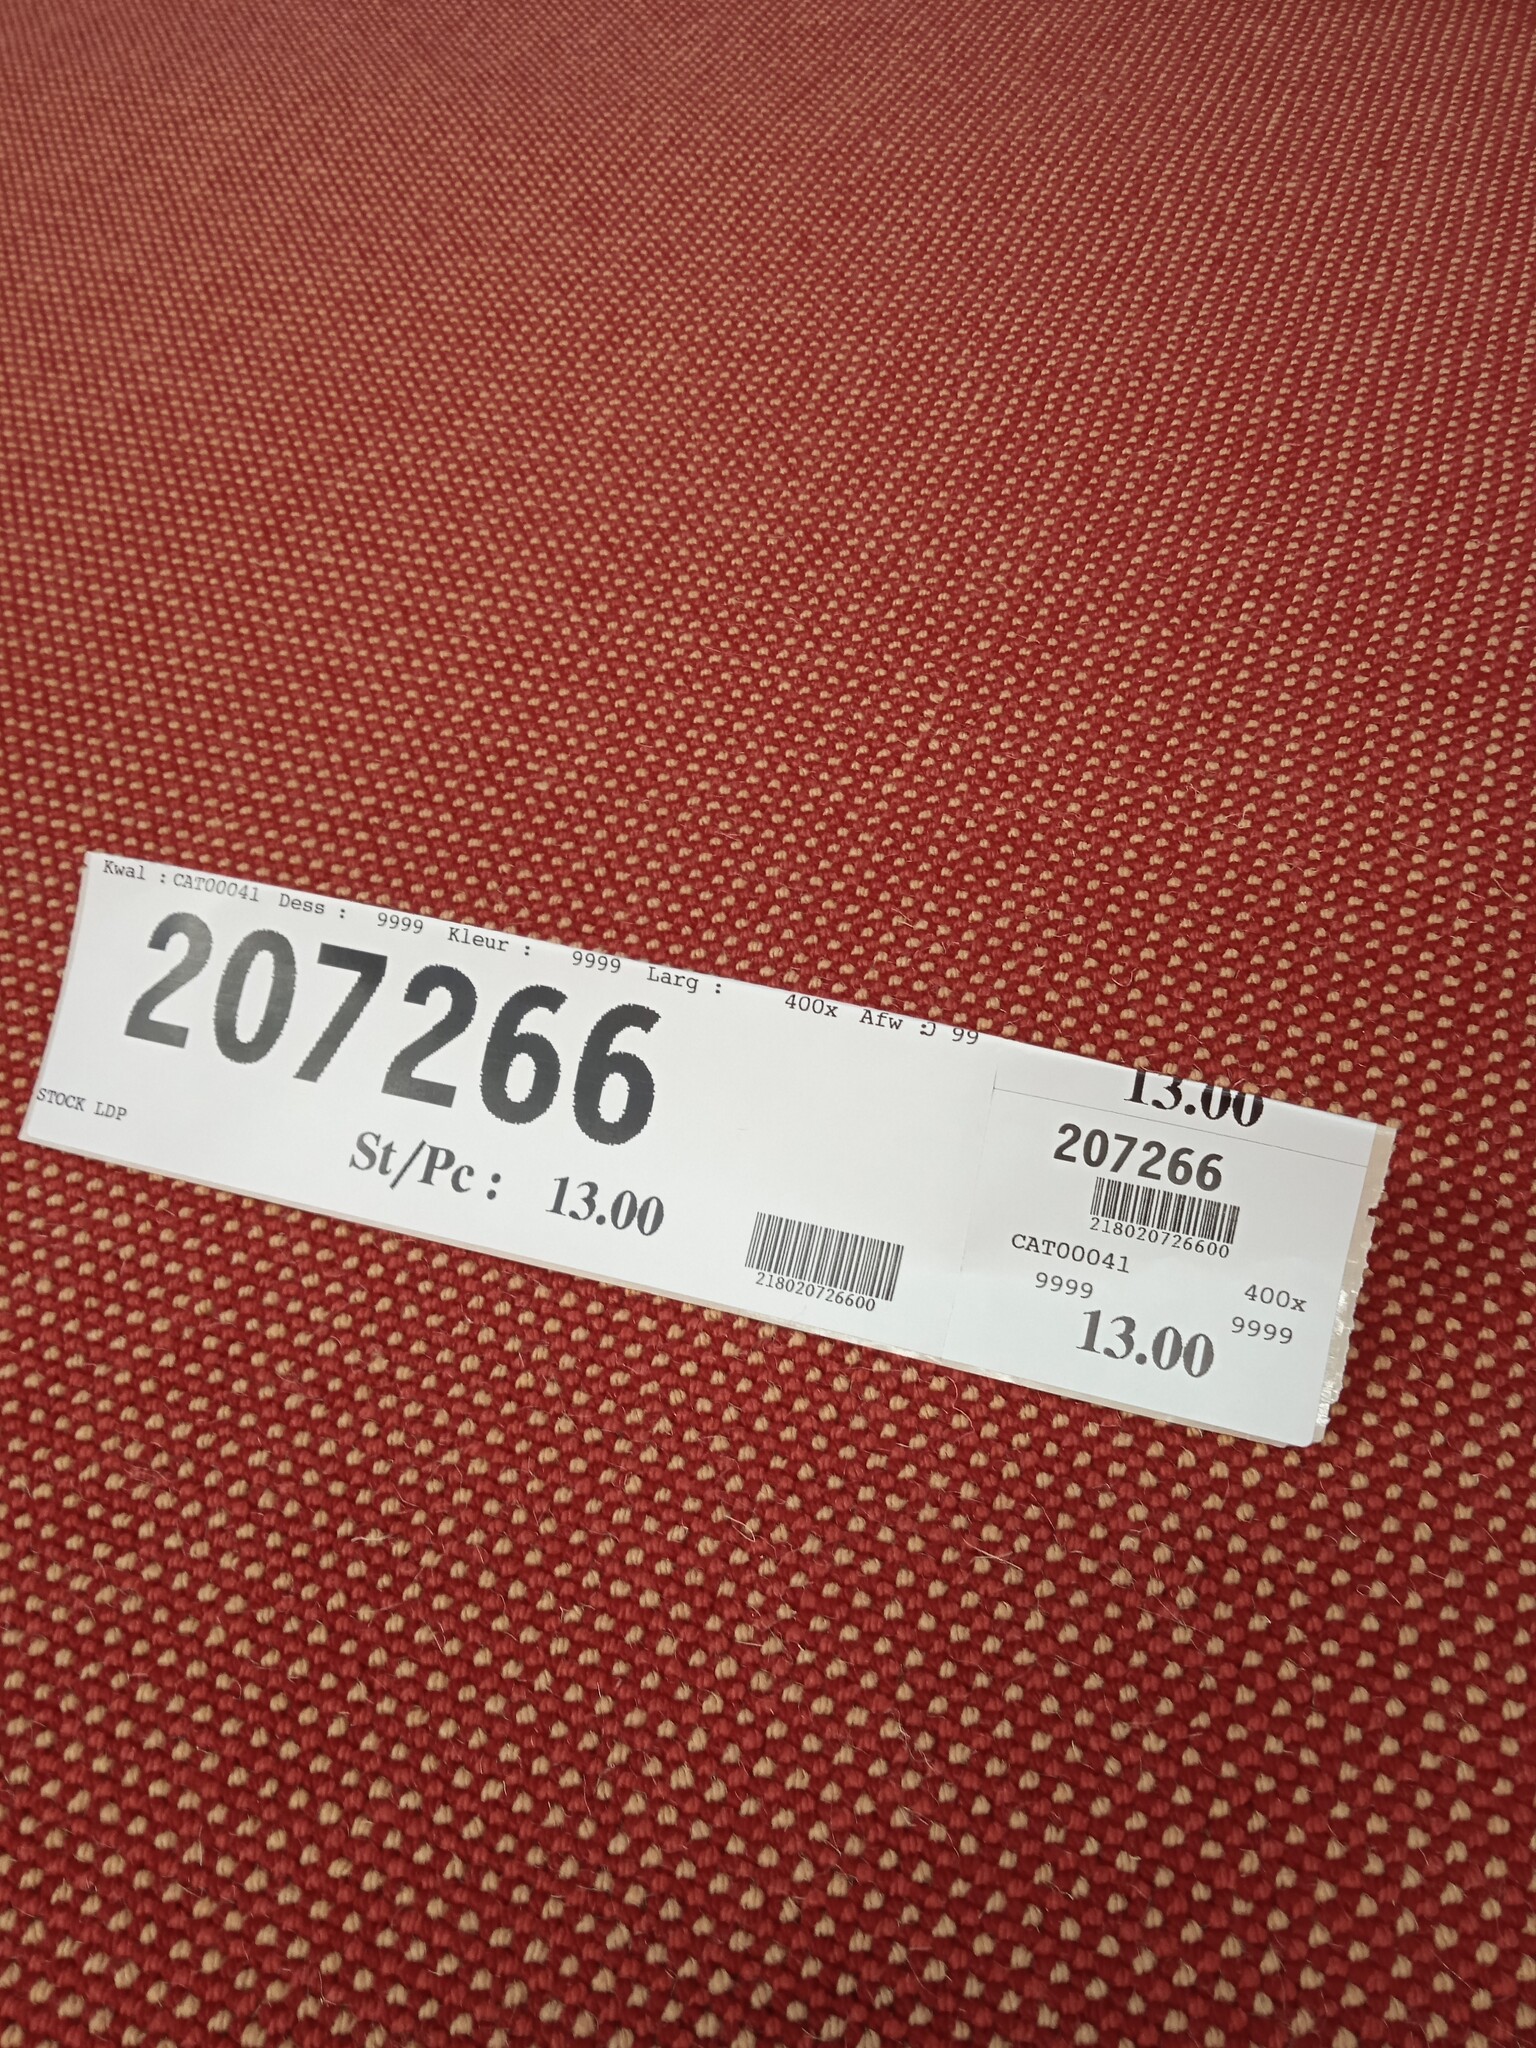 Kwal : CAT00041 Dess : 9999 Kleur : 9999 Larg : 400x Afw : 99
207266
STOCK LDP
St/Pc : 13.00
218020726600
13.00
207266
218020726600
CAT00041 400x
9999 9999
13.00